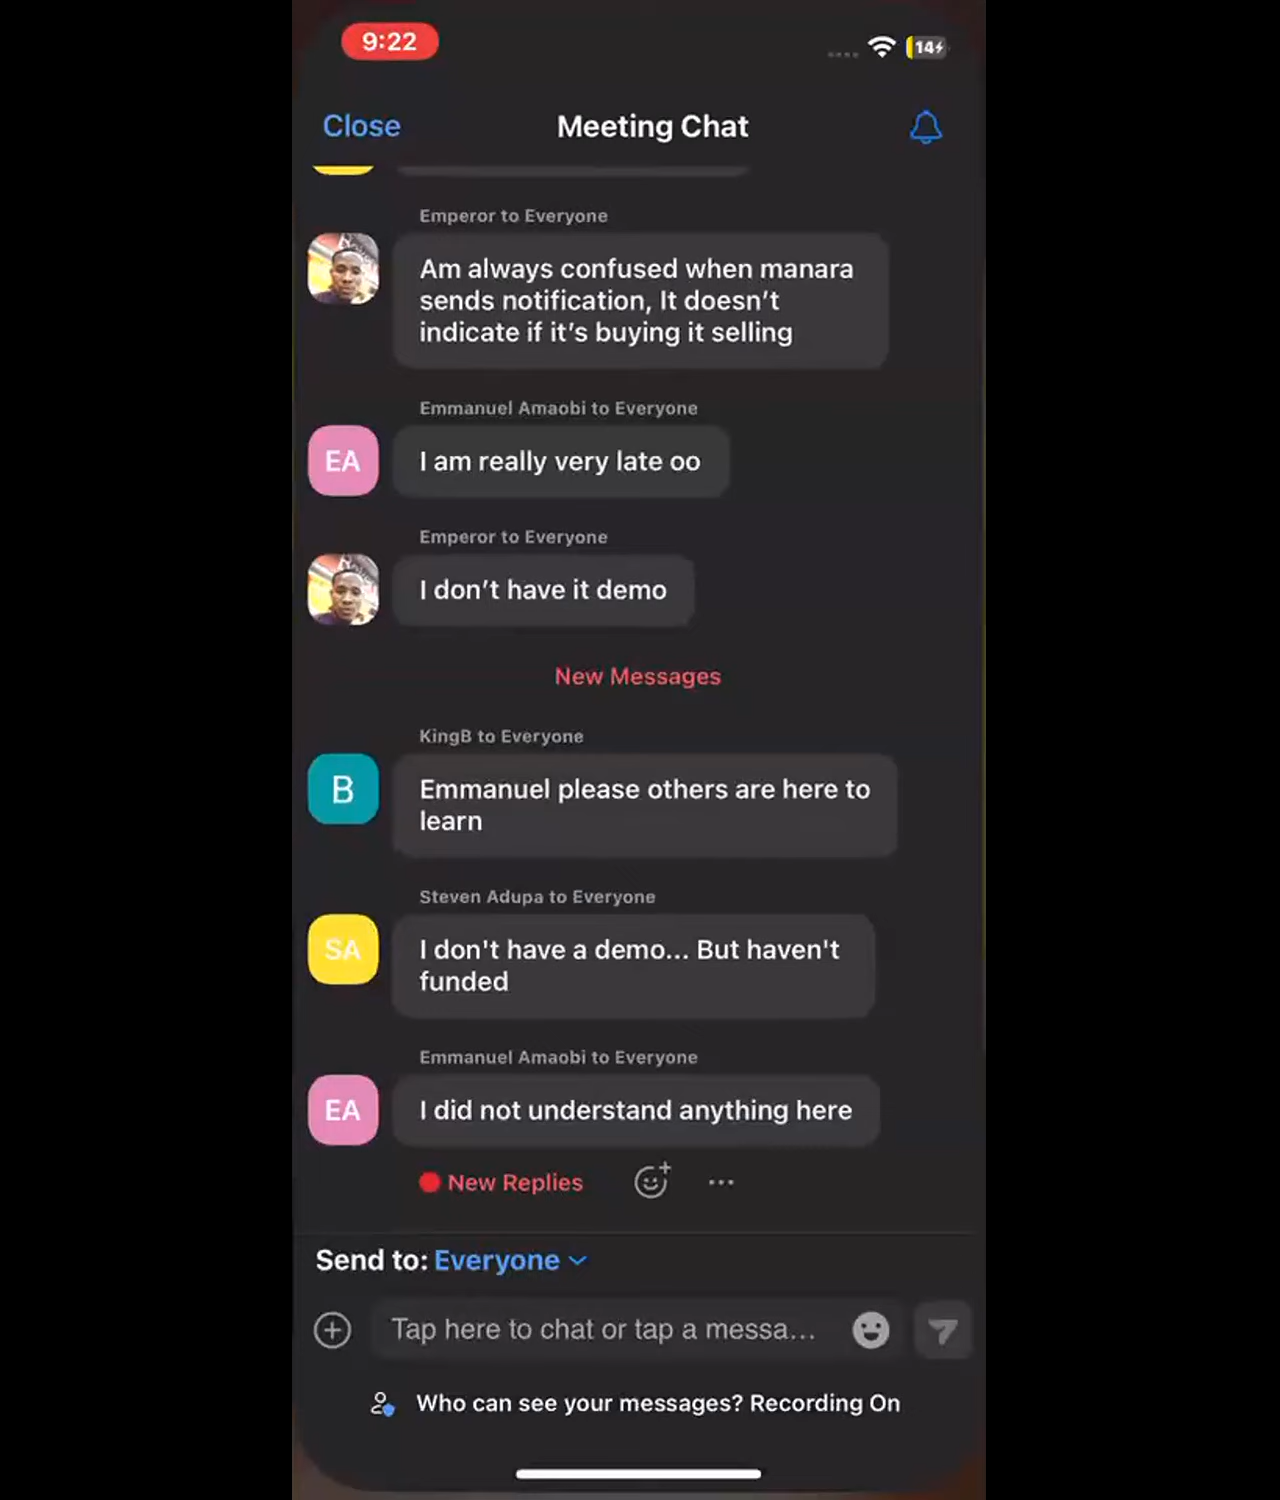 9:22
14
Close
Meeting Chat
Emperor to Everyone
Am always confused when manara
sends notification, It doesn’t
indicate if it’s buying it selling
Emmanuel Amaobi to Everyone
EA
I am really very late oo
Emperor to Everyone
I don’t have it demo
New Messages
KingB to Everyone
B
Emmanuel please others are here to
learn
Steven Adupa to Everyone
SA
I don't have a demo... But haven't
funded
Emmanuel Amaobi to Everyone
EA
I did not understand anything here
New Replies
Send to: Everyone
Tap here to chat or tap a messa...
Who can see your messages? Recording On